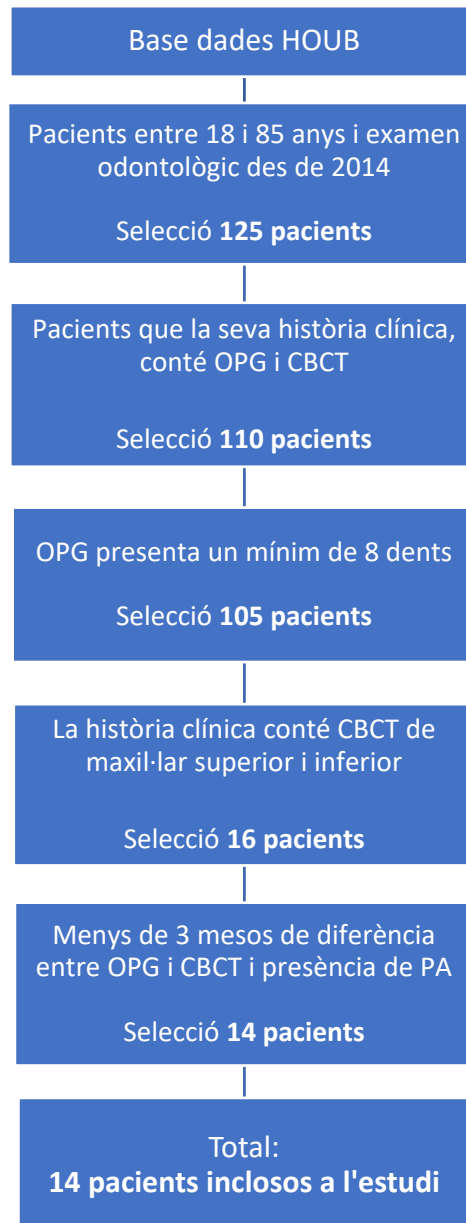 Base dades HOUB
Pacients entre 18 i 85 anys i examen
odontològic des de 2014
Selecció 125 pacients
Pacients que la seva història clínica,
conté OPG i CBCT
Selecció 110 pacients
OPG presenta un mínim de 8 dents
Selecció 105 pacients
La història clínica conté CBCT de
maxil·lar superior i inferior
Selecció 16 pacients
Menys de 3 mesos de diferència
entre OPG i CBCT i presència de PA
Selecció 14 pacients
Total:
14 pacients inclosos a l'estudi